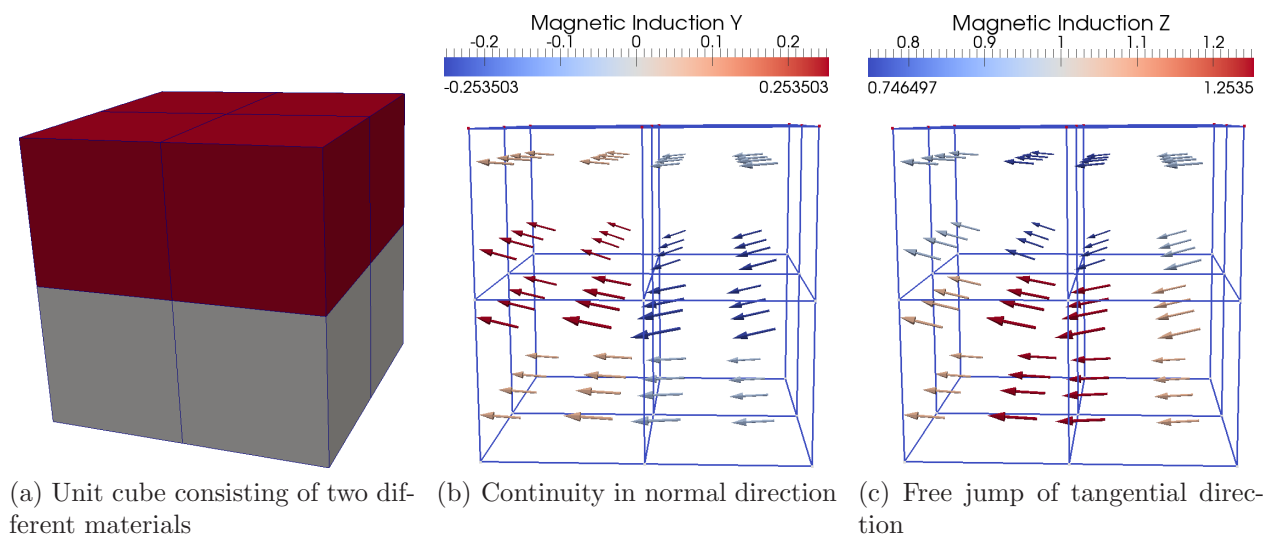 Magnetic Induction Y
-0.2 -0.1 0 0.1 0.2
-0.253503 0.253503
Magnetic Induction Z
0.8 0.9 1 1.1 1.2
0.746497 1.2535
(a) Unit cube consisting of two dif-
ferent materials
(b) Continuity in normal direction
(c) Free jump of tangential direc-
tion